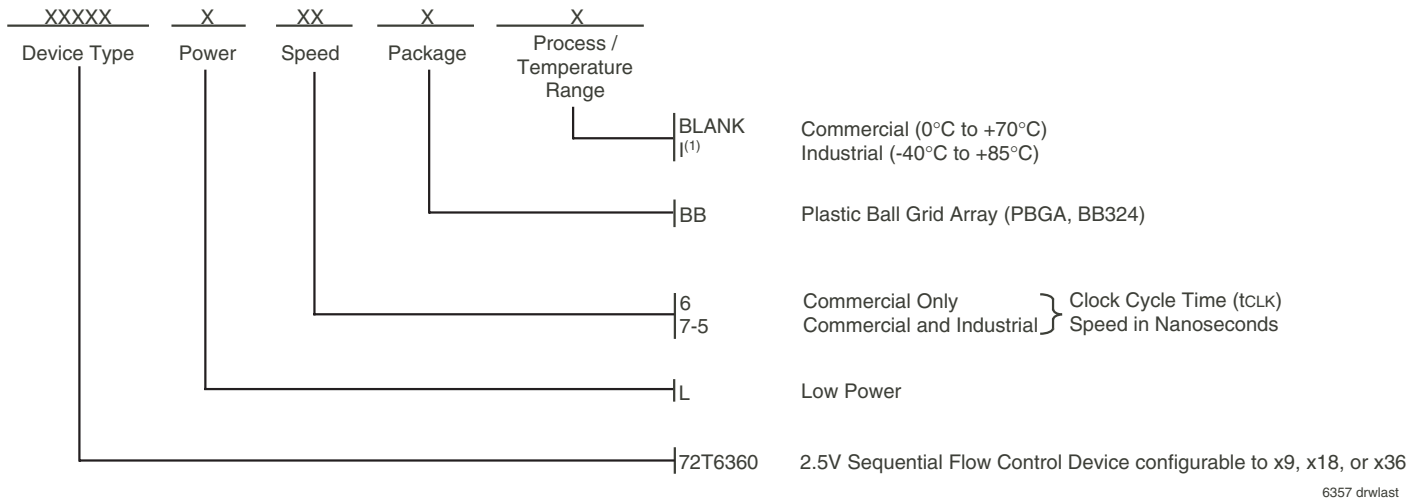 XXXXX X XX X X
Device Type Power Speed Package Process /
Temperature
Range
BLANK Commercial (0°C to +70°C)
I(1) Industrial (-40°C to +85°C)
BB Plastic Ball Grid Array (PBGA, BB324)
6 Commercial Only Clock Cycle Time (tCLK)
7-5 Commercial and Industrial Speed in Nanoseconds
L Low Power
72T6360 2.5V Sequential Flow Control Device configurable to x9, x18, or x36
6357 drwlast